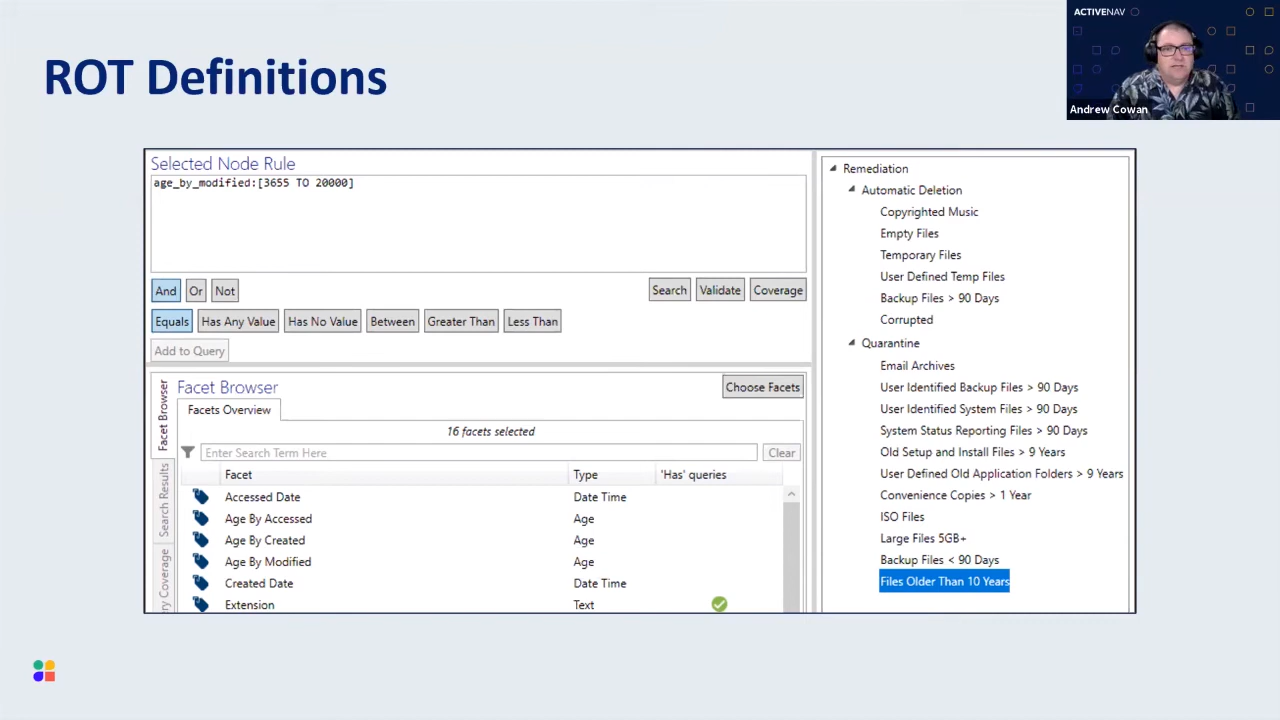 ACTIVENAV
Andrew Cowan
ROT Definitions
Selected Node Rule
age_by_modified:[3655 TO 20000]
And Or Not Search Validate Coverage
Equals Has Any Value Has No Value Between Greater Than Less Than
Add to Query
Facet Browser
Search Results
ry Coverage
Facet Browser Choose Facets
Facets Overview
16 facets selected
Enter Search Term Here Clear
Facet Type 'Has' queries
Accessed Date Date Time
Age By Accessed Age
Age By Created Age
Age By Modified Age
Created Date Date Time
Extension Text
Remediation
Automatic Deletion
Copyrighted Music
Empty Files
Temporary Files
User Defined Temp Files
Backup Files > 90 Days
Corrupted
Quarantine
Email Archives
User Identified Backup Files > 90 Days
User Identified System Files > 90 Days
System Status Reporting Files > 90 Days
Old Setup and Install Files > 9 Years
User Defined Old Application Folders > 9 Years
Convenience Copies > 1 Year
ISO Files
Large Files 5GB+
Backup Files < 90 Days
Files Older Than 10 Years